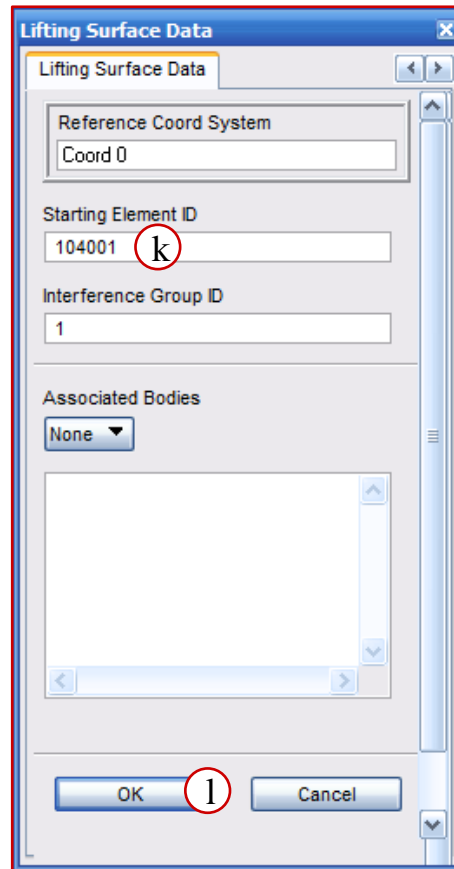 Lifting Surface Data
Lifting Surface Data
Reference Coord System
Coord 0
Starting Element ID
104001 k
Interference Group ID
1
Associated Bodies
None
OK l Cancel